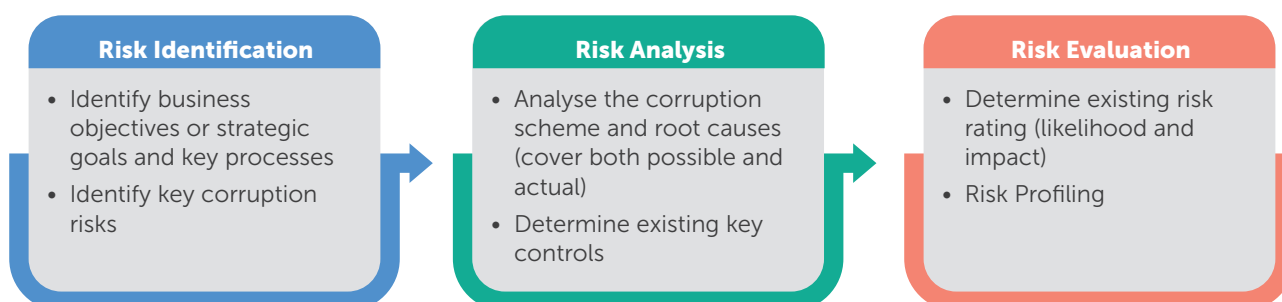 Risk Identification
• Identify business
objectives or strategic
goals and key processes
• Identify key corruption
risks
Risk Analysis
• Analyse the corruption
scheme and root causes
(cover both possible and
actual)
• Determine existing key
controls
Risk Evaluation
• Determine existing risk
rating (likelihood and
impact)
• Risk Profiling